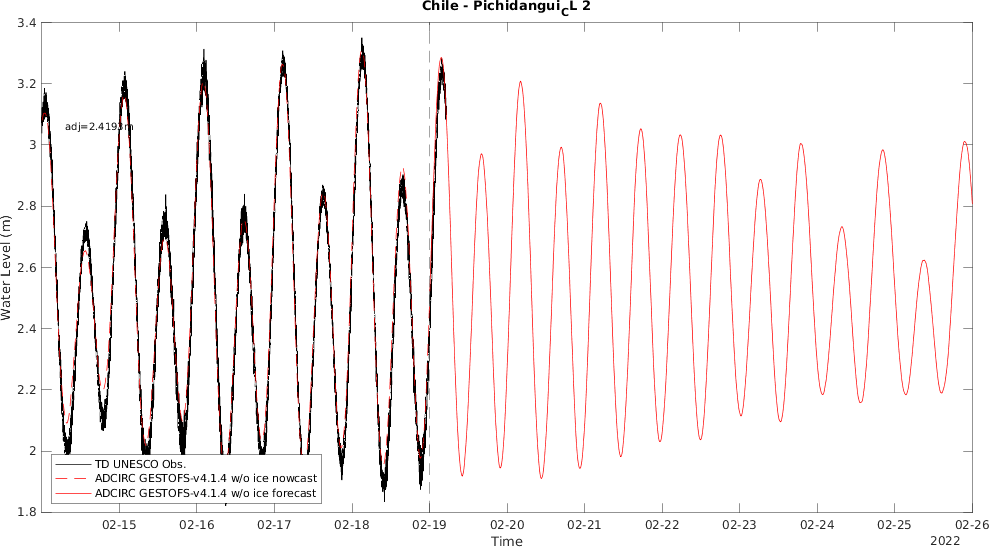 Chile - PichidanguiCL 2
3.4
3.2
3
2.8
2.6
2.4
2.2
2
1.8
Water Level (m)
adj=2.4193m
TD UNESCO Obs.
ADCIRC GESTOFS-v4.1.4 w/o ice nowcast
ADCIRC GESTOFS-v4.1.4 w/o ice forecast
02-15 02-16 02-17 02-18 02-19 02-20 02-21 02-22 02-23 02-24 02-25 02-26
Time
2022